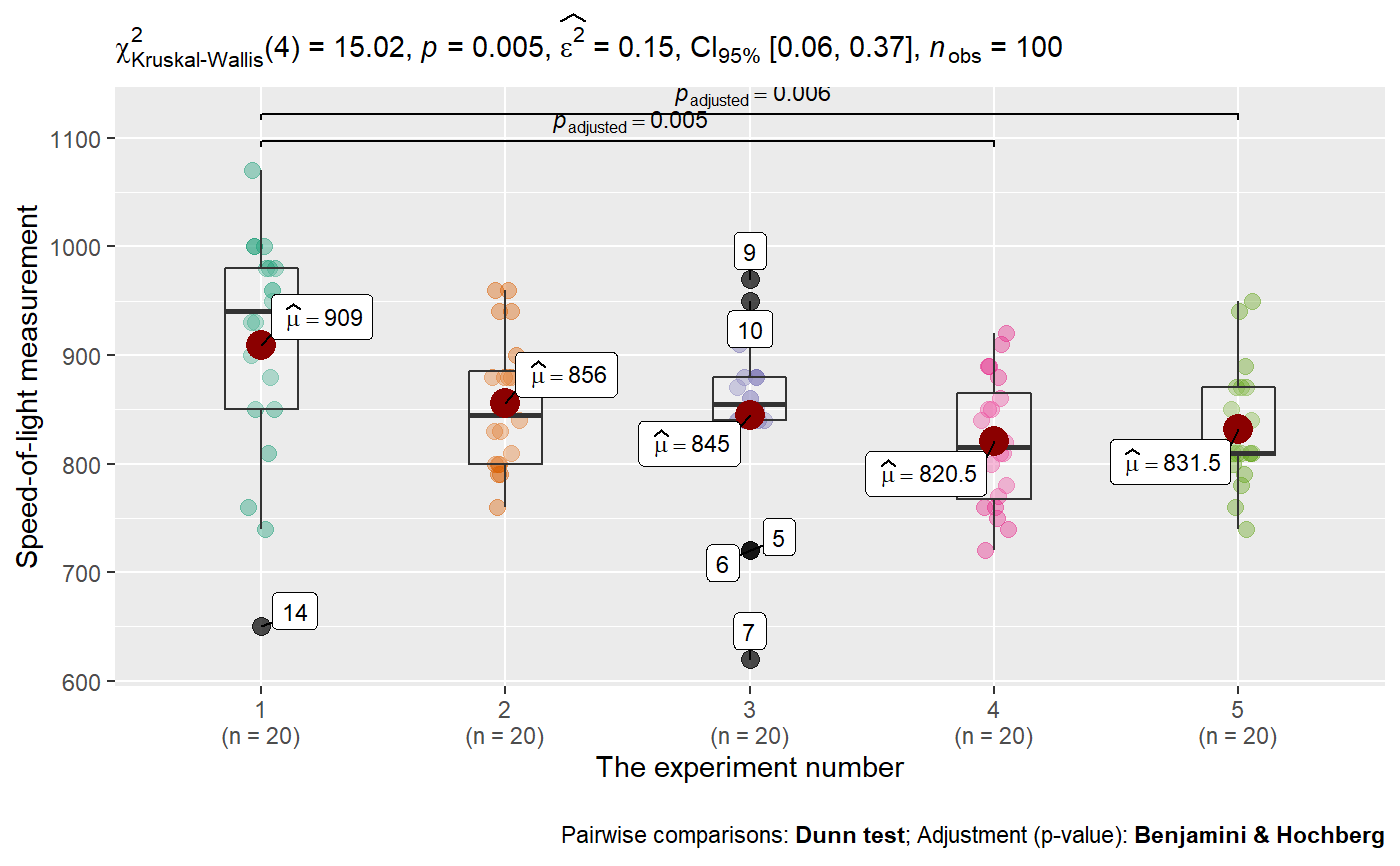 χ²Kruskal-Wallis(4) = 15.02, p = 0.005, ε̂² = 0.15, CI95% [0.06, 0.37], nobs = 100
padjusted = 0.006
padjusted = 0.005
1100
1000
900
800
700
600
Speed-of-light measurement
μ̂ = 909
μ̂ = 856
μ̂ = 845
μ̂ = 820.5
μ̂ = 831.5
14
9
10
5
6
7
1 2 3 4 5
(n = 20) (n = 20) (n = 20) (n = 20) (n = 20)
The experiment number
Pairwise comparisons: Dunn test; Adjustment (p-value): Benjamini & Hochberg